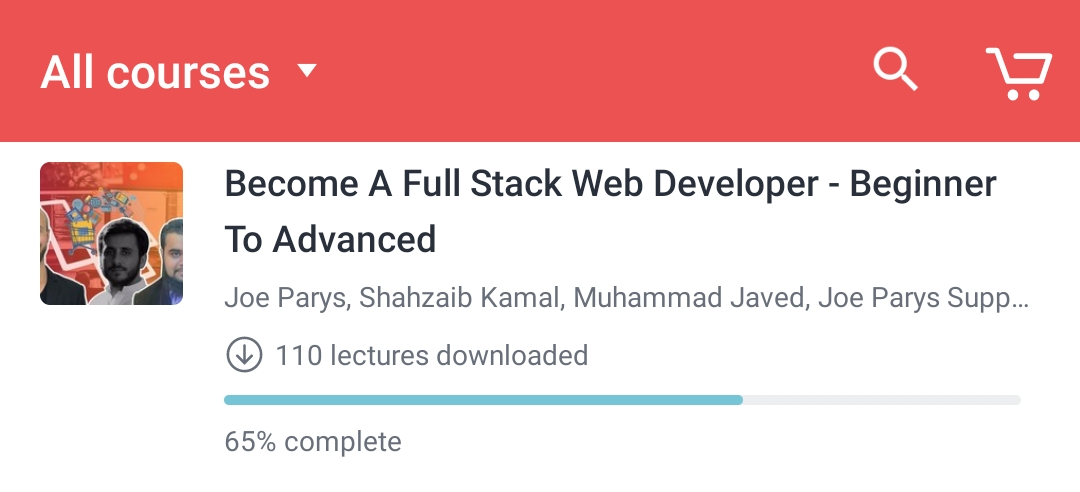 All courses
Become A Full Stack Web Developer - Beginner
To Advanced
Joe Parys, Shahzaib Kamal, Muhammad Javed, Joe Parys Supp...
110 lectures downloaded
65% complete